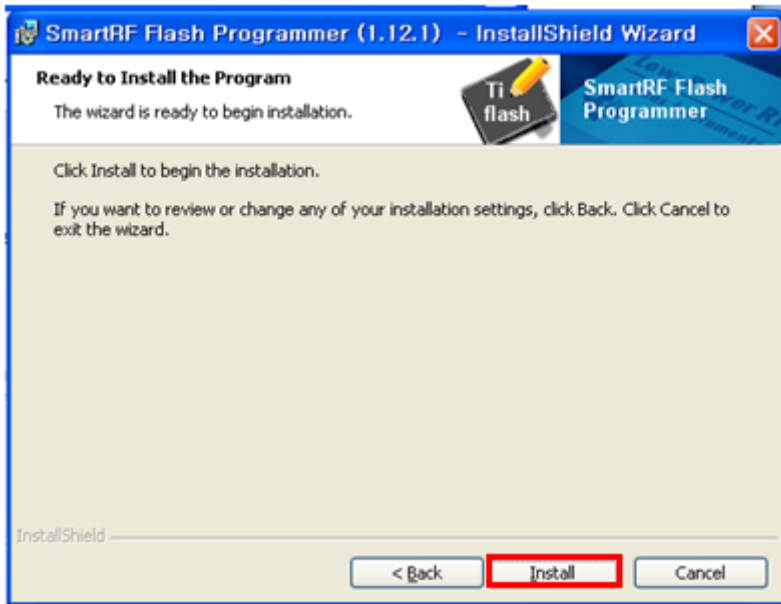 SmartRF Flash Programmer (1.12.1) - InstallShield Wizard
Ready to Install the Program
The wizard is ready to begin installation.
Ti
flash
SmartRF Flash
Programmer
Click Install to begin the installation.
If you want to review or change any of your installation settings, click Back. Click Cancel to
exit the wizard.
InstallShield
< Back
Install
Cancel